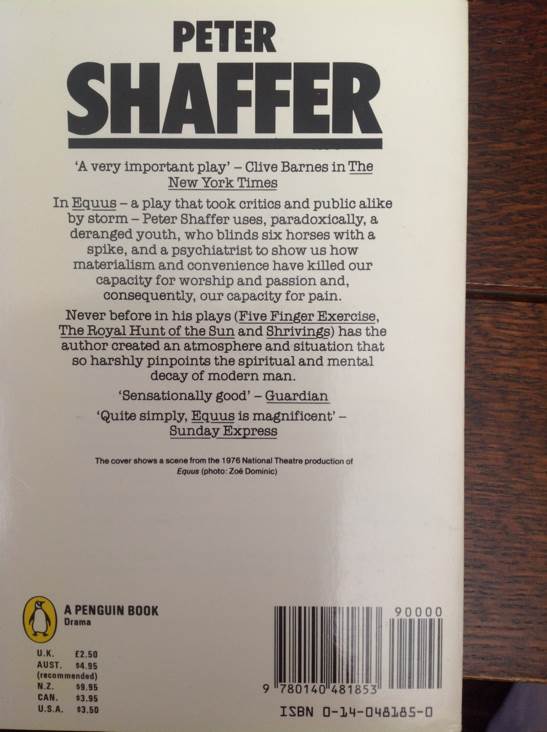 PETER
SHAFFER
‘A very important play’ – Clive Barnes in The
New York Times
In Equus – a play that took critics and public alike
by storm – Peter Shaffer uses, paradoxically, a
deranged youth, who blinds six horses with a
spike, and a psychiatrist to show us how
materialism and convenience have killed our
capacity for worship and passion and,
consequently, our capacity for pain.
Never before in his plays (Five Finger Exercise,
The Royal Hunt of the Sun and Shrivings) has the
author created an atmosphere and situation that
so harshly pinpoints the spiritual and mental
decay of modern man.
‘Sensationally good’ – Guardian
‘Quite simply, Equus is magnificent’ –
Sunday Express
The cover shows a scene from the 1976 National Theatre production of
Equus (photo: Zoë Dominic)
A PENGUIN BOOK
Drama
U.K. £2.50
AUST. $4.95
(recommended)
N.Z. $9.95
CAN. $3.95
U.S.A. $3.50
90000
9 780140 481853
ISBN 0-14-048185-0